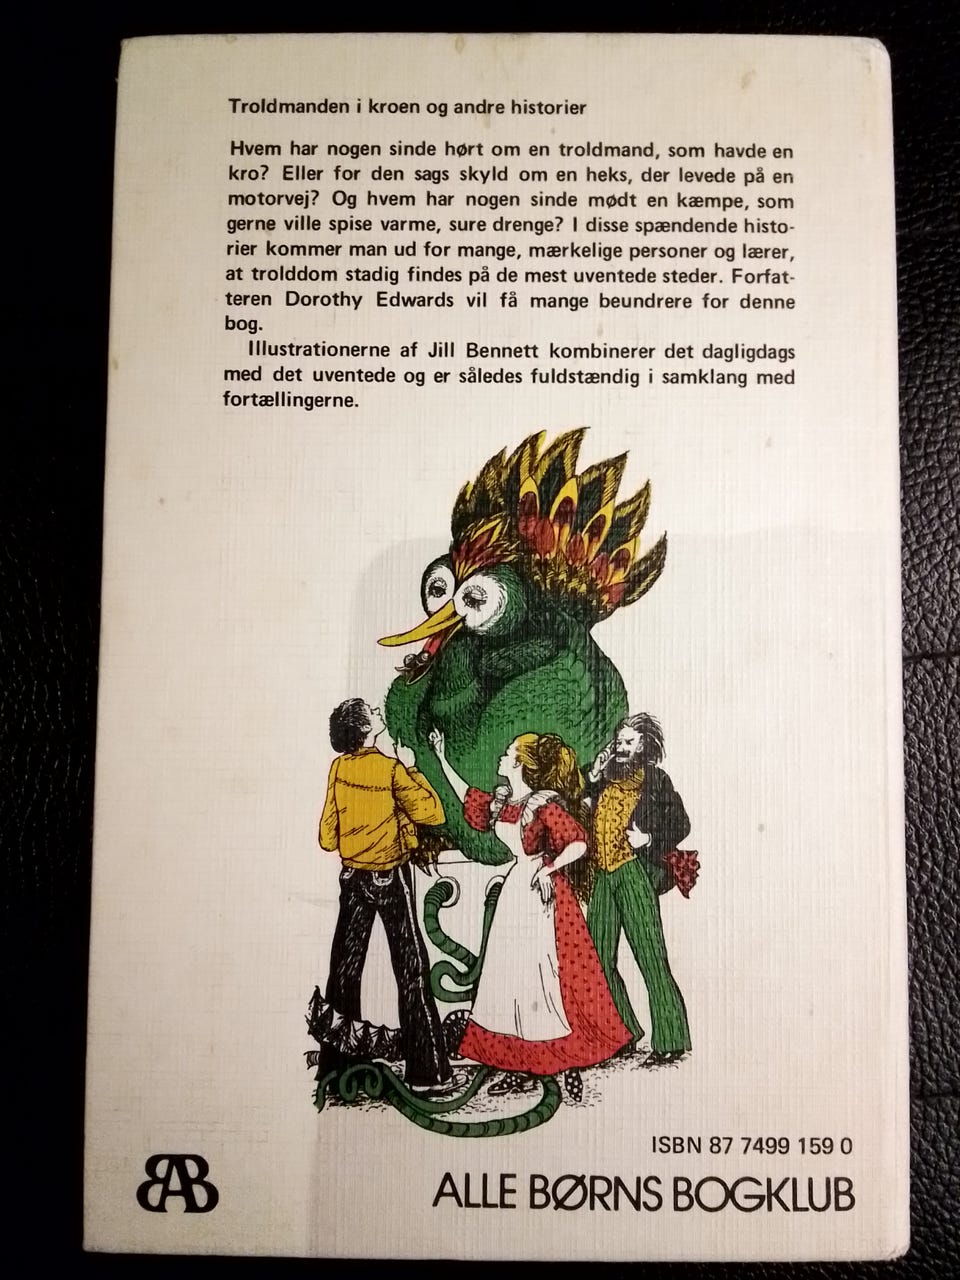 Troldmanden i kroen og andre historier
Hvem har nogen sinde hørt om en troldmand, som havde en
kro? Eller for den sags skyld om en heks, der levede på en
motorvej? Og hvem har nogen sinde mødt en kæmpe, som
gerne ville spise varme, sure drenge? I disse spændende histo-
rier kommer man ud for mange, mærkelige personer og lærer,
at trolddom stadig findes på de mest uventede steder. Forfat-
teren Dorothy Edwards vil få mange beundrere for denne
bog.
Illustrationerne af Jill Bennett kombinerer det dagligdags
med det uventede og er således fuldstændig i samklang med
fortællingerne.
ISBN 87 7499 159 0
BAB
ALLE BØRNS BOGKLUB